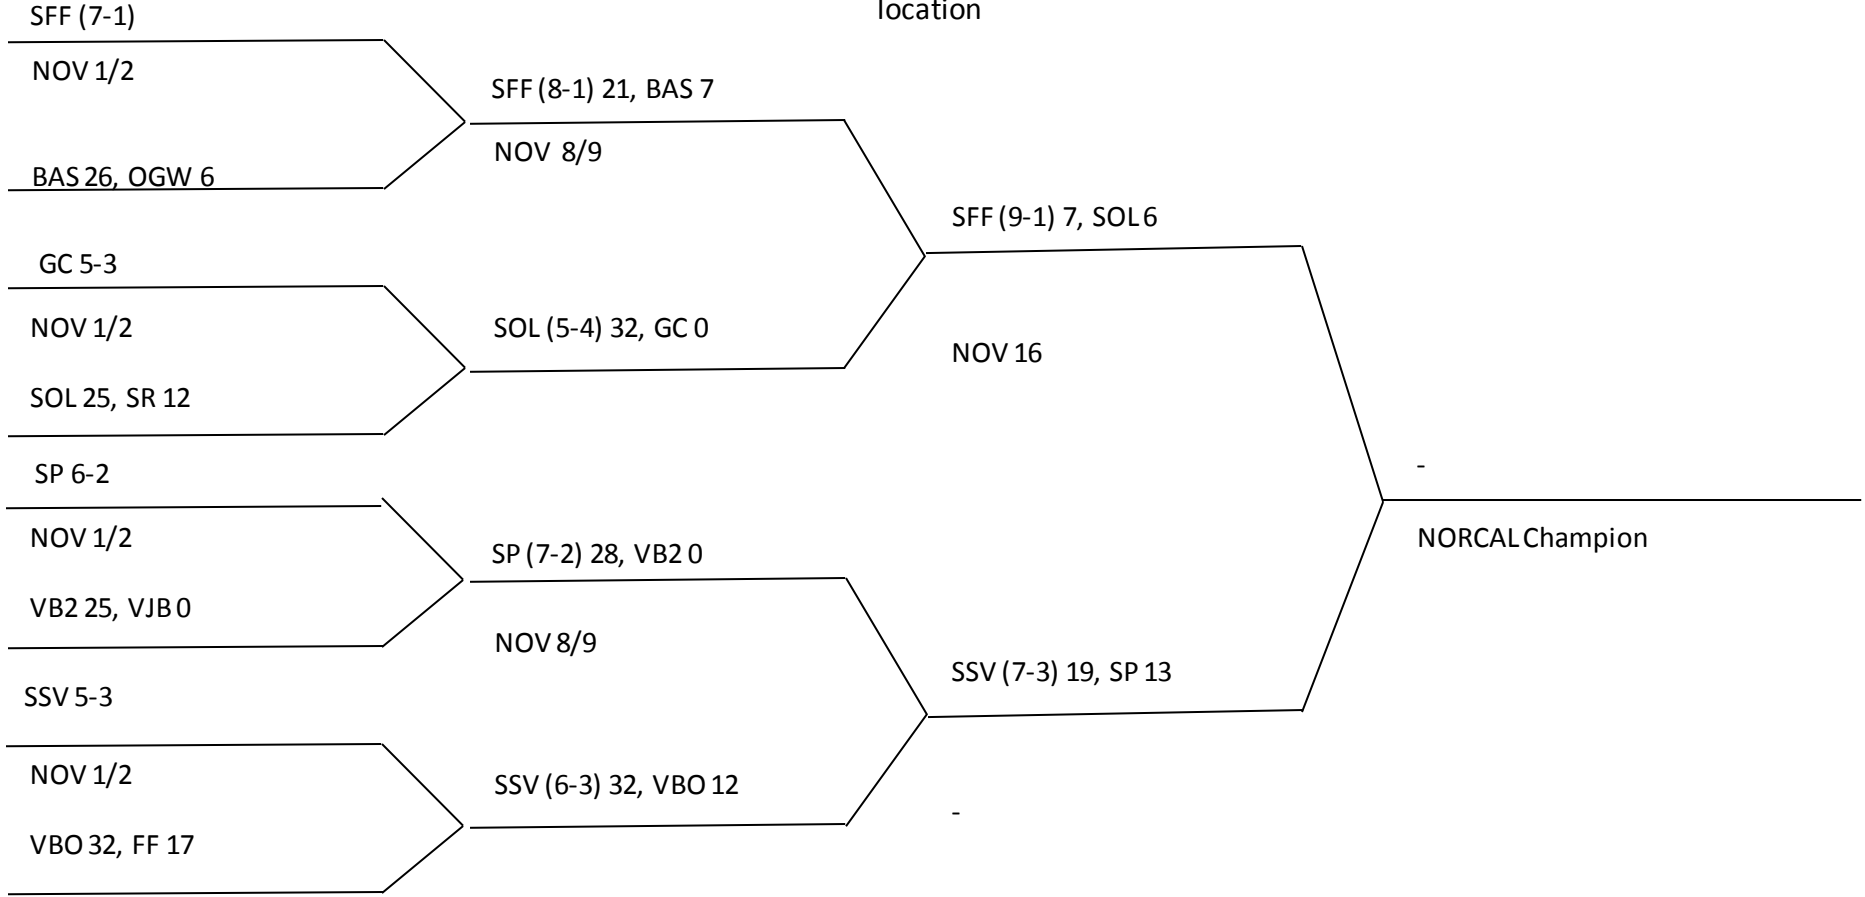 location
SFF (7-1)
NOV 1/2
BAS 26, OGW 6
GC 5-3
NOV 1/2
SOL 25, SR 12
SP 6-2
NOV 1/2
VB2 25, VJB 0
SSV 5-3
NOV 1/2
VBO 32, FF 17
SFF (8-1) 21, BAS 7
NOV 8/9
SOL (5-4) 32, GC 0
SP (7-2) 28, VB2 0
NOV 8/9
SSV (6-3) 32, VBO 12
SFF (9-1) 7, SOL 6
NOV 16
SSV (7-3) 19, SP 13
-
-
NORCAL Champion